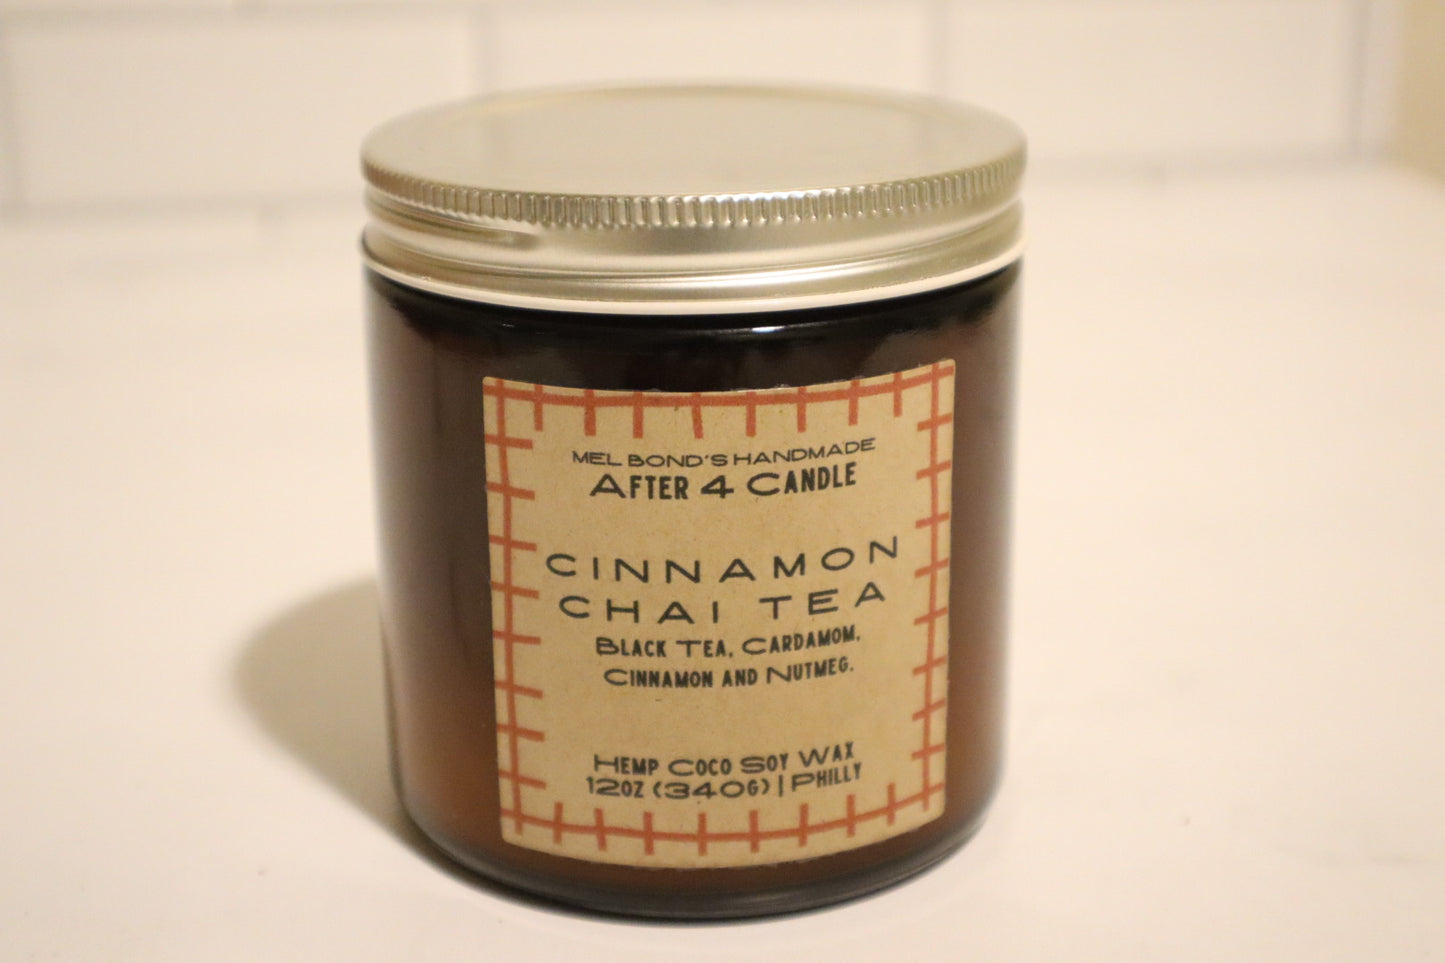 MEL BOND'S HANDMADE
AFTER 4 CANDLE
CINNAMON
CHAI TEA
BLACK TEA, CARDAMOM,
CINNAMON AND NUTMEG.
HEMP COCO SOY WAX
12OZ (340G) | PHILLY